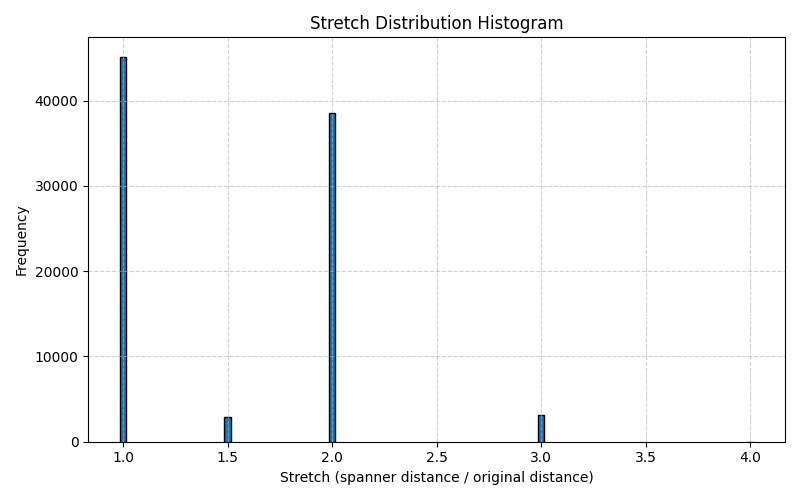 Stretch Distribution Histogram
Frequency
40000
30000
20000
10000
0
1.0 1.5 2.0 2.5 3.0 3.5 4.0
Stretch (spanner distance / original distance)